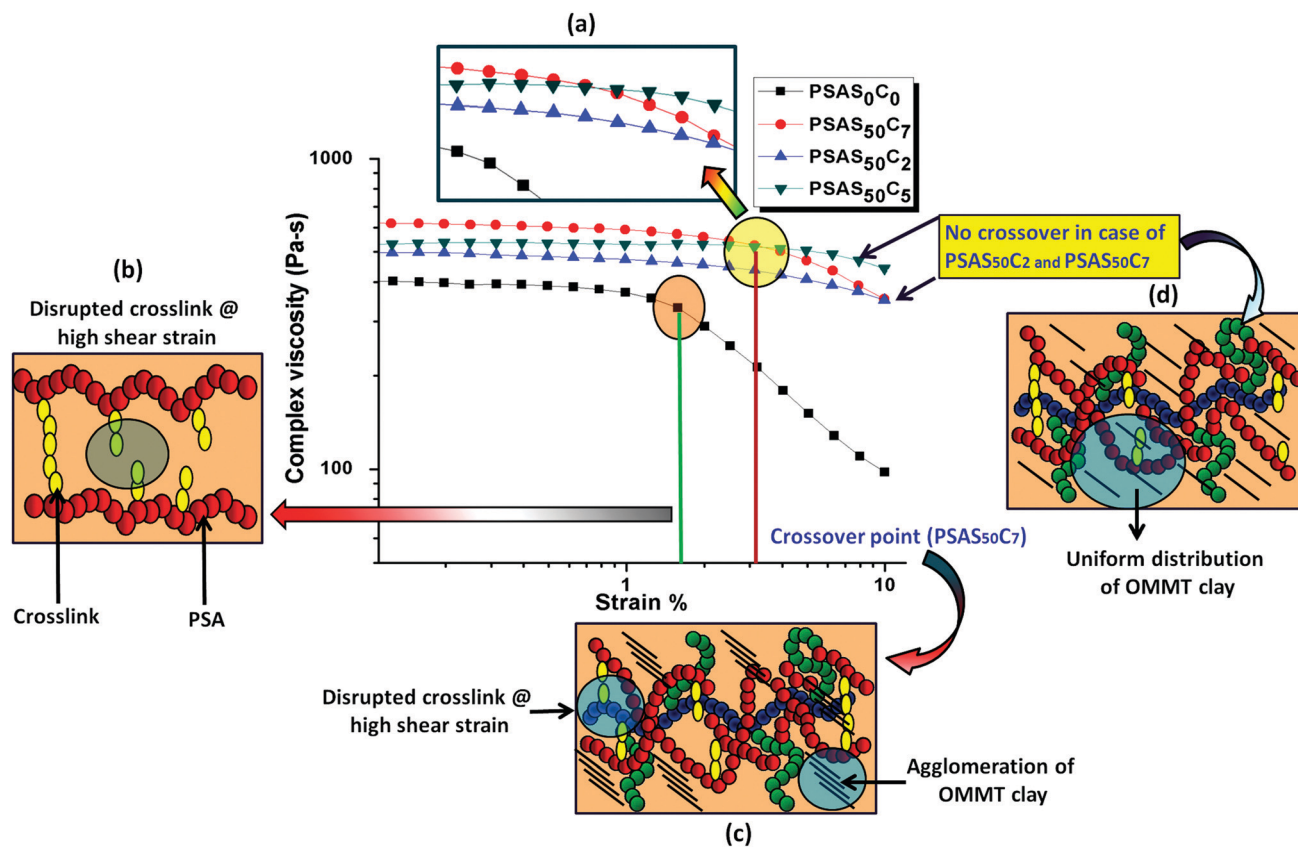 (a)
PSAS0C0
PSAS50C7
PSAS50C2
PSAS50C5
1000
100
Complex viscosity (Pa-s)
1
10
Strain %
No crossover in case of
PSAS50C2 and PSAS50C7
(b)
Disrupted crosslink @
high shear strain
Crosslink
PSA
(d)
Uniform distribution
of OMMT clay
Crossover point (PSAS50C7)
Disrupted crosslink @
high shear strain
Agglomeration of
OMMT clay
(c)